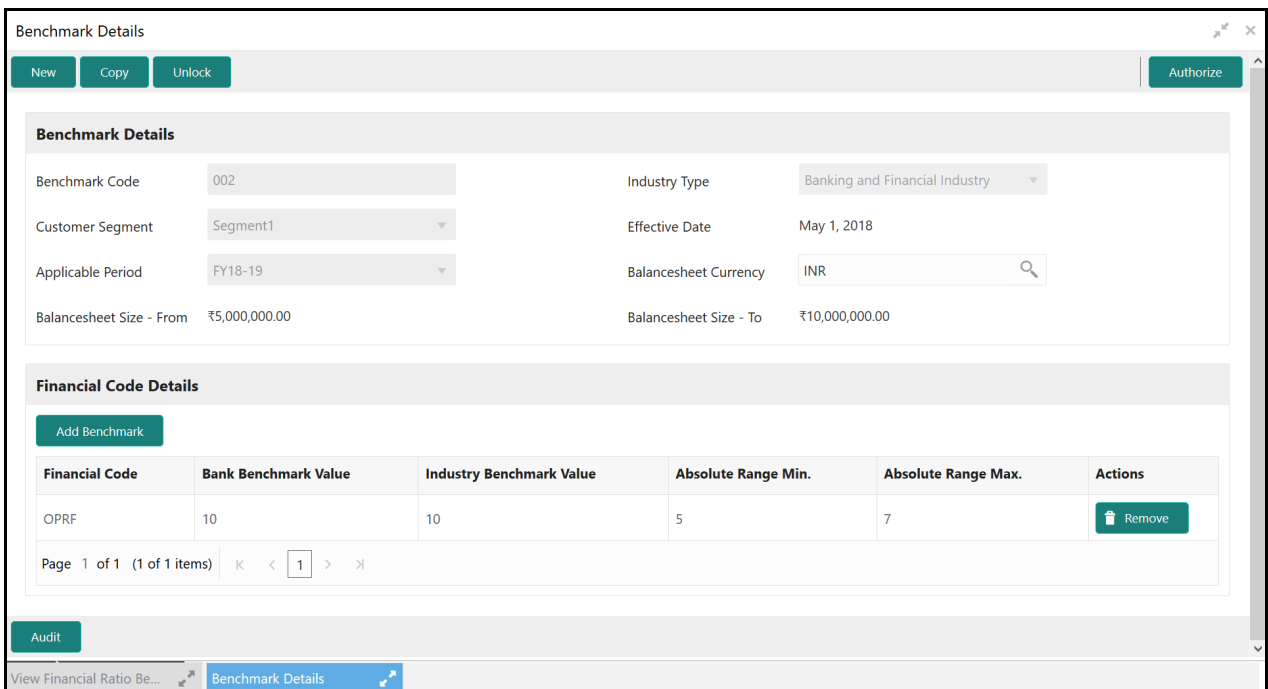 Benchmark Details
New Copy Unlock Authorize
Benchmark Details
Benchmark Code 002 Industry Type Banking and Financial Industry
Customer Segment Segment1 Effective Date May 1, 2018
Applicable Period FY18-19 Balancesheet Currency INR
Balancesheet Size - From ₹5,000,000.00 Balancesheet Size - To ₹10,000,000.00
Financial Code Details
Add Benchmark
Financial Code Bank Benchmark Value Industry Benchmark Value Absolute Range Min. Absolute Range Max. Actions
OPRF 10 10 5 7 Remove
Page 1 of 1 (1 of 1 items) 1
Audit
View Financial Ratio Be... Benchmark Details